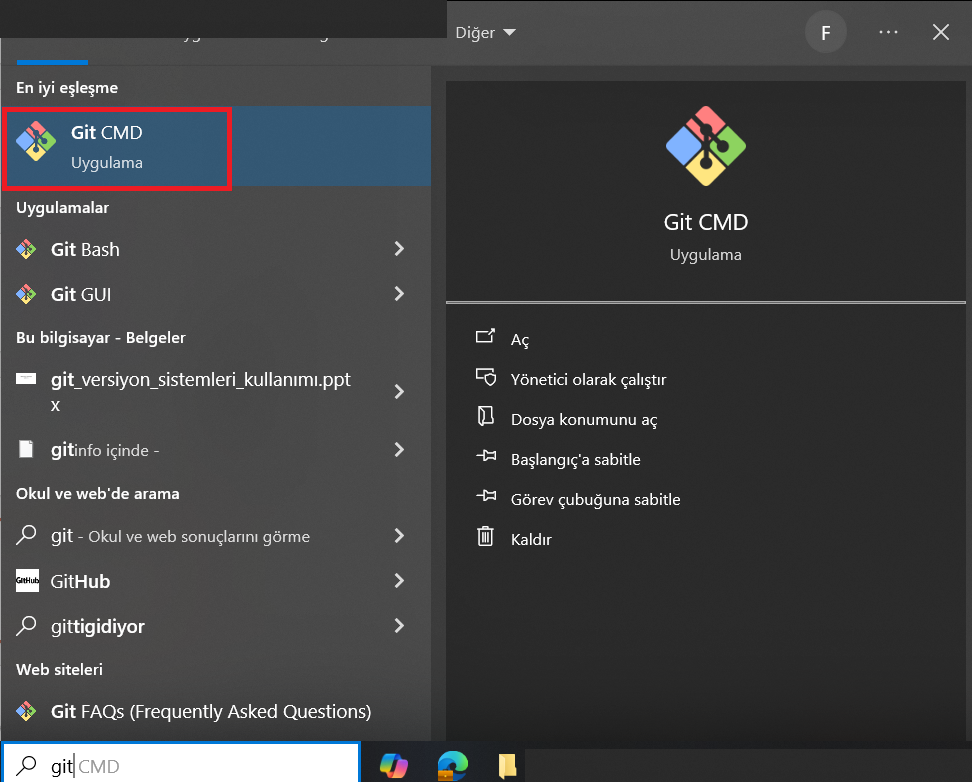 Diğer
F
En iyi eşleşme
Git CMD
Uygulama
Uygulamalar
Git Bash
Git GUI
Bu bilgisayar - Belgeler
git_versiyon_sistemleri_kullanımı.ppt
x
gitinfo içinde -
Okul ve web'de arama
git - Okul ve web sonuçlarını görme
GitHub
GitHub
gittigidiyor
Web siteleri
Git FAQs (Frequently Asked Questions)
git CMD
Git CMD
Uygulama
Aç
Yönetici olarak çalıştır
Dosya konumunu aç
Başlangıç'a sabitle
Görev çubuğuna sabitle
Kaldır